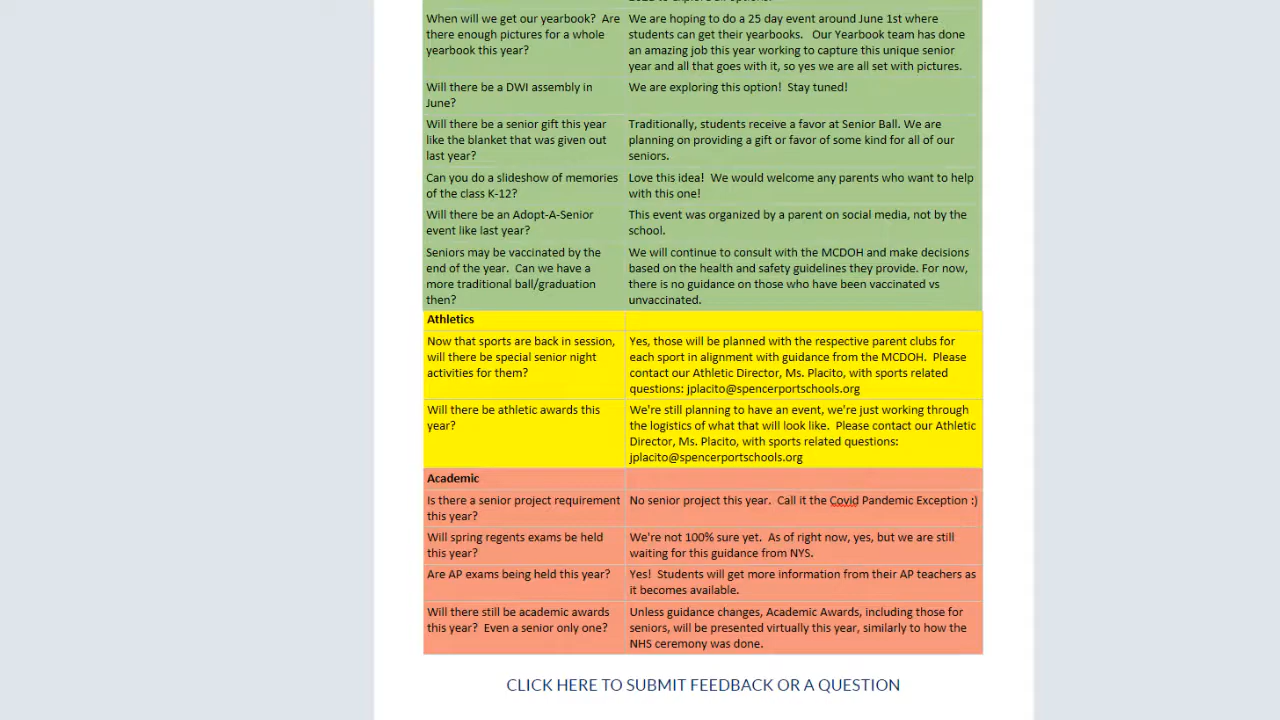 When will we get our yearbook?  Are
there enough pictures for a whole
yearbook this year?
We are hoping to do a 25 day event around June 1st where
students can get their yearbooks.   Our Yearbook team has done
an amazing job this year working to capture this unique senior
year and all that goes with it, so yes we are all set with pictures.
Will there be a DWI assembly in
June?
We are exploring this option!  Stay tuned!
Will there be a senior gift this year
like the blanket that was given out
last year?
Traditionally, students receive a favor at Senior Ball. We are
planning on providing a gift or favor of some kind for all of our
seniors.
Can you do a slideshow of memories
of the class K-12?
Love this idea!  We would welcome any parents who want to help
with this one!
Will there be an Adopt-A-Senior
event like last year?
This event was organized by a parent on social media, not by the
school.
Seniors may be vaccinated by the
end of the year.  Can we have a
more traditional ball/graduation
then?
We will continue to consult with the MCDOH and make decisions
based on the health and safety guidelines they provide. For now,
there is no guidance on those who have been vaccinated vs
unvaccinated.
Athletics
Now that sports are back in session,
will there be special senior night
activities for them?
Yes, those will be planned with the respective parent clubs for
each sport in alignment with guidance from the MCDOH.  Please
contact our Athletic Director, Ms. Placito, with sports related
questions: jplacito@spencerportschools.org
Will there be athletic awards this
year?
We're still planning to have an event, we're just working through
the logistics of what that will look like.  Please contact our Athletic
Director, Ms. Placito, with sports related questions:
jplacito@spencerportschools.org
Academic
Is there a senior project requirement
this year?
No senior project this year.  Call it the Covid Pandemic Exception :)
Will spring regents exams be held
this year?
We're not 100% sure yet.  As of right now, yes, but we are still
waiting for this guidance from NYS.
Are AP exams being held this year?
Yes!  Students will get more information from their AP teachers as
it becomes available.
Will there still be academic awards
this year?  Even a senior only one?
Unless guidance changes, Academic Awards, including those for
seniors, will be presented virtually this year, similarly to how the
NHS ceremony was done.
CLICK HERE TO SUBMIT FEEDBACK OR A QUESTION